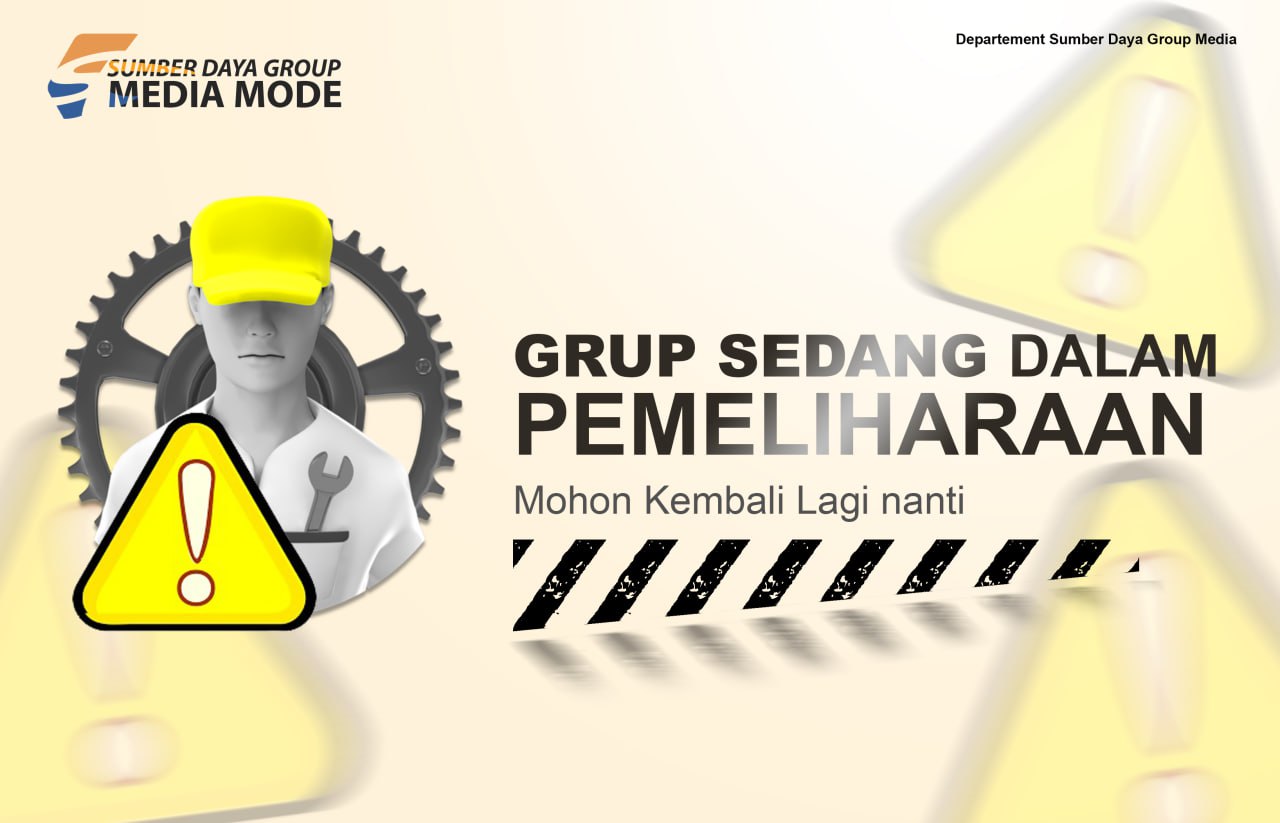 SUMBER DAYA GROUP
MEDIA MODE
Departement Sumber Daya Group Media
GRUP SEDANG DALAM
PEMELIHARAAN
Mohon Kembali Lagi nanti